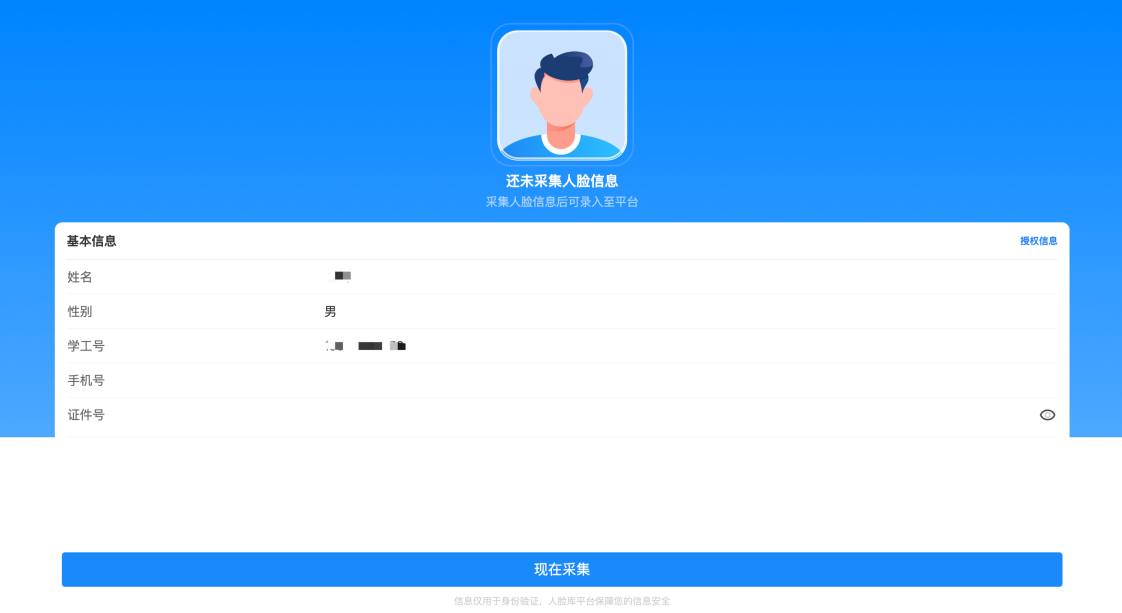 还未采集人脸信息
采集人脸信息后可录入至平台
基本信息 授权信息
姓名
性别 男
学工号
手机号
证件号
现在采集
信息仅用于身份验证，人脸库平台保障您的信息安全